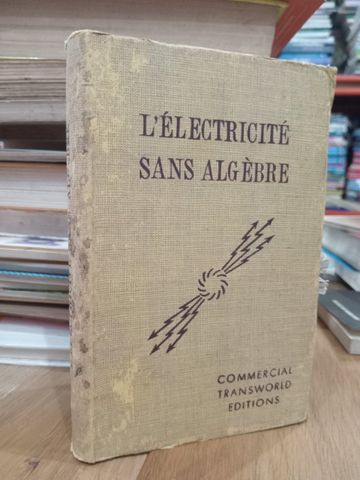 L'ÉLECTRICITÉ
SANS ALGÈBRE
COMMERCIAL
TRANSWORLD
EDITIONS